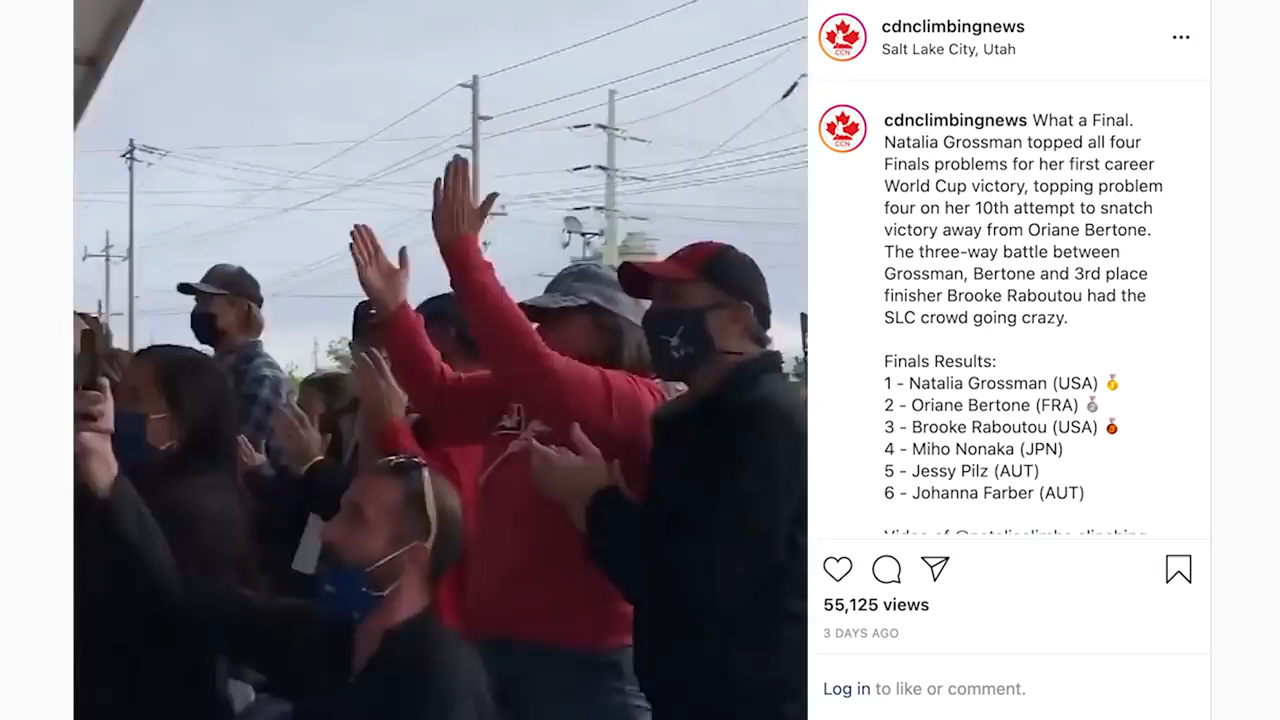 cdnclimbingnews
Salt Lake City, Utah
CCN
cdnclimbingnews What a Final.
Natalia Grossman topped all four
Finals problems for her first career
World Cup victory, topping problem
four on her 10th attempt to snatch
victory away from Oriane Bertone.
The three-way battle between
Grossman, Bertone and 3rd place
finisher Brooke Raboutou had the
SLC crowd going crazy.
CCN
Finals Results:
1 - Natalia Grossman (USA) 🥇
2 - Oriane Bertone (FRA) 🥈
3 - Brooke Raboutou (USA) 🥉
4 - Miho Nonaka (JPN)
5 - Jessy Pilz (AUT)
6 - Johanna Farber (AUT)
55,125 views
3 DAYS AGO
Log in to like or comment.